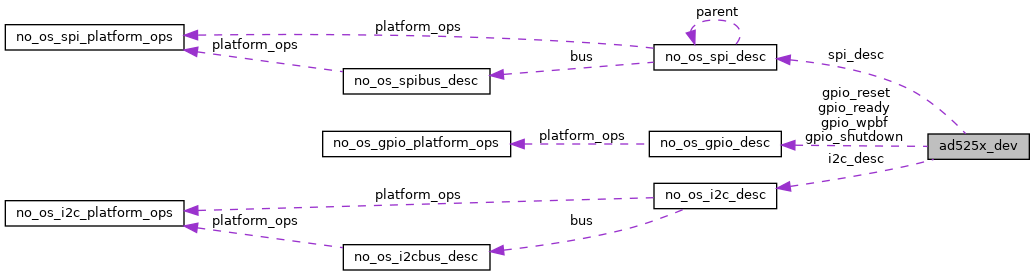 parent
platform_ops
no_os_spi_platform_ops
platform_ops
bus
no_os_spi_desc
spi_desc
no_os_spibus_desc
gpio_reset
gpio_ready
gpio_wpbf
gpio_shutdown
no_os_gpio_platform_ops
platform_ops
no_os_gpio_desc
ad525x_dev
i2c_desc
platform_ops
no_os_i2c_desc
no_os_i2c_platform_ops
platform_ops
bus
no_os_i2cbus_desc